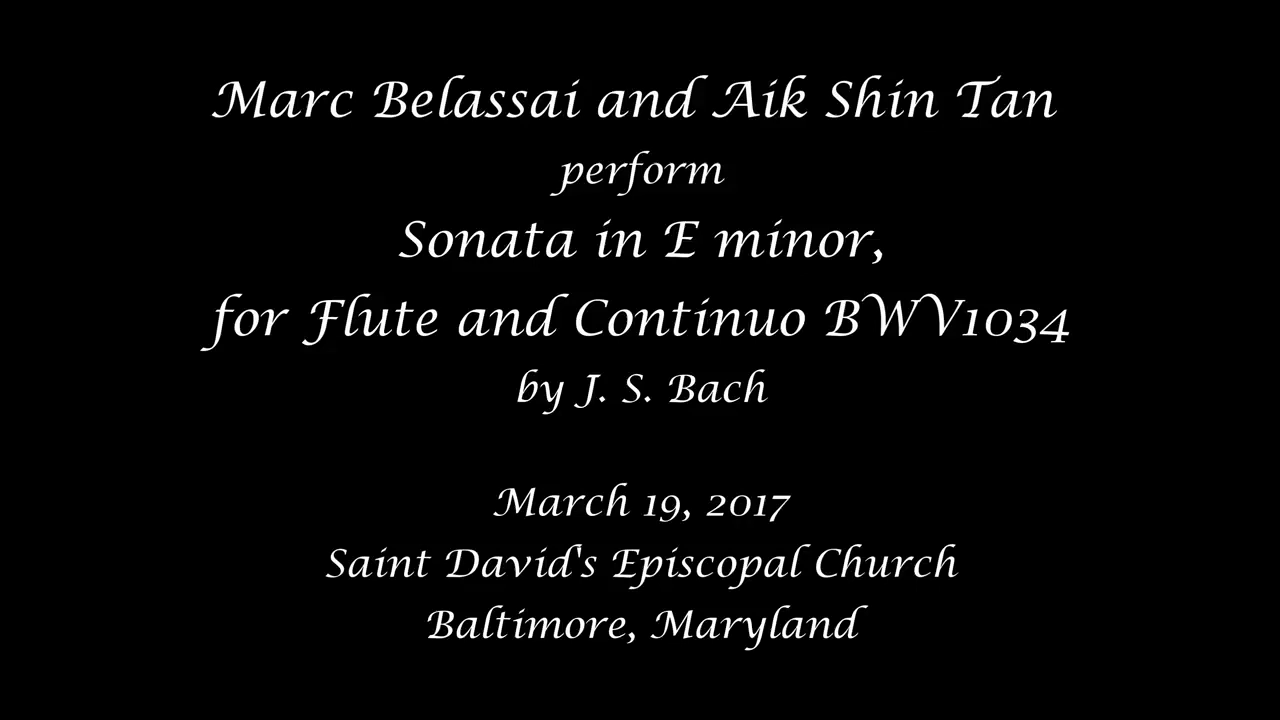 Marc Belassai and Aik Shin Tan
perform
Sonata in E minor,
for Flute and Continuo BWV1034
by J. S. Bach
March 19, 2017
Saint David's Episcopal Church
Baltimore, Maryland